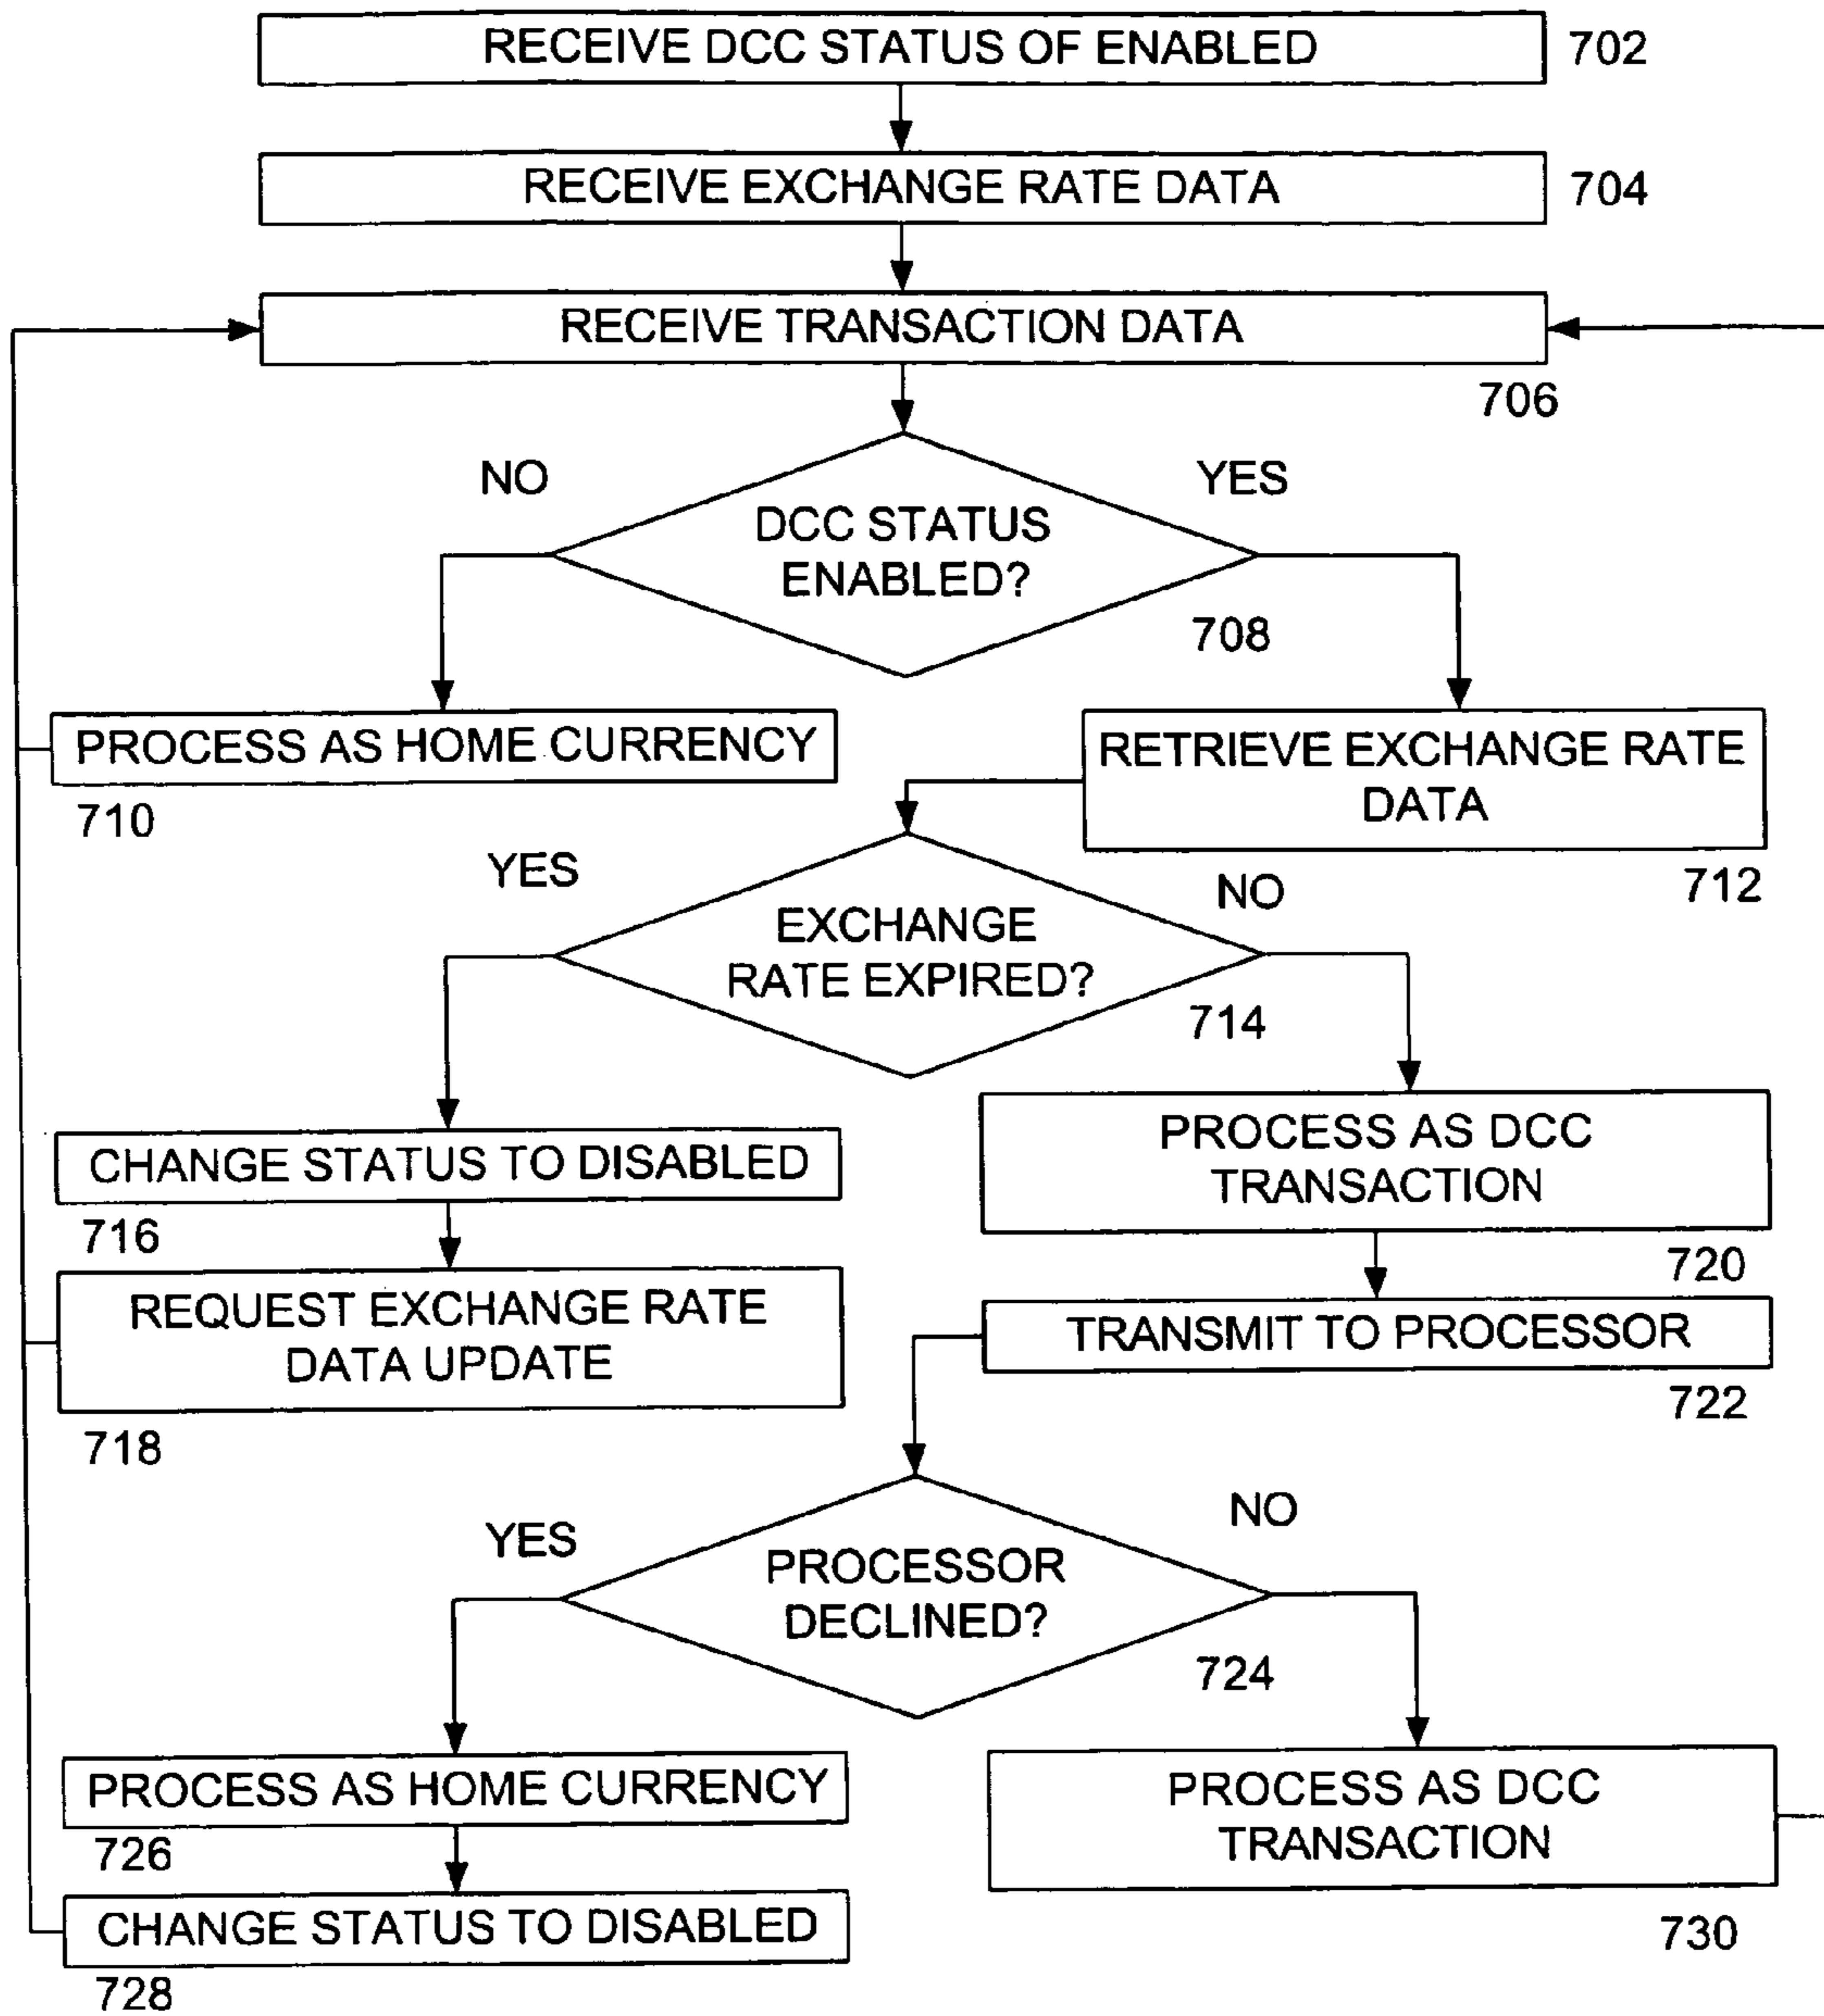 RECEIVE DCC STATUS OF ENABLED
702
RECEIVE EXCHANGE RATE DATA
704
RECEIVE TRANSACTION DATA
706
NO
YES
DCC STATUS
ENABLED?
708
PROCESS AS HOME CURRENCY
710
RETRIEVE EXCHANGE RATE
DATA
712
YES
NO
EXCHANGE
RATE EXPIRED?
714
CHANGE STATUS TO DISABLED
716
PROCESS AS DCC
TRANSACTION
720
REQUEST EXCHANGE RATE
DATA UPDATE
718
TRANSMIT TO PROCESSOR
722
YES
NO
PROCESSOR
DECLINED?
724
PROCESS AS HOME CURRENCY
726
PROCESS AS DCC
TRANSACTION
730
CHANGE STATUS TO DISABLED
728